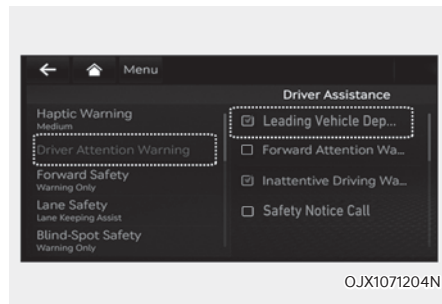 Menu
Driver Assistance
Haptic Warning
Medium
Driver Attention Warning
Forward Safety
Warning Only
Lane Safety
Lane Keeping Assist
Blind-Spot Safety
Warning Only
Leading Vehicle Dep...
Forward Attention Wa...
Inattentive Driving Wa...
Safety Notice Call
OJX1071204N